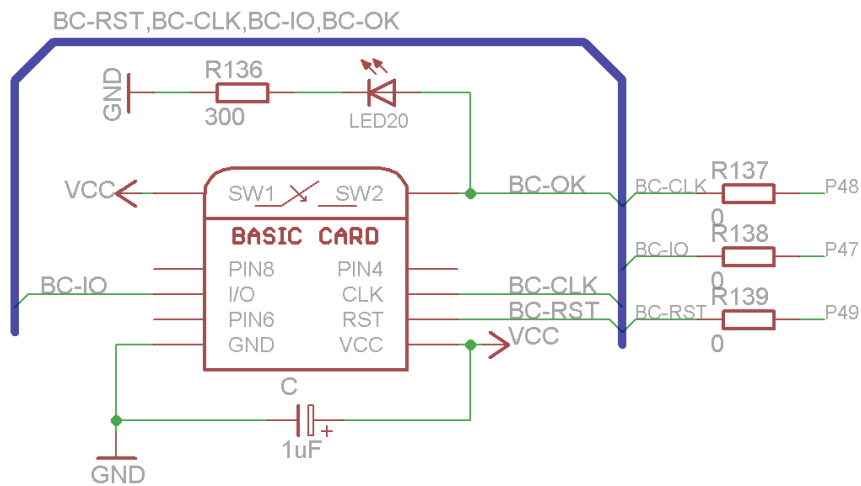 BC-RST,BC-CLK,BC-IO,BC-OK
GND
R136
300
LED20
VCC
SW1
SW2
BC-OK
BC-CLK
R137
0
P48
BASIC CARD
BC-IO
R138
0
P47
PIN8
PIN4
BC-IO
I/O
CLK
BC-CLK
PIN6
RST
BC-RST
BC-RST
R139
0
P49
GND
VCC
VCC
C
1uF
+
GND